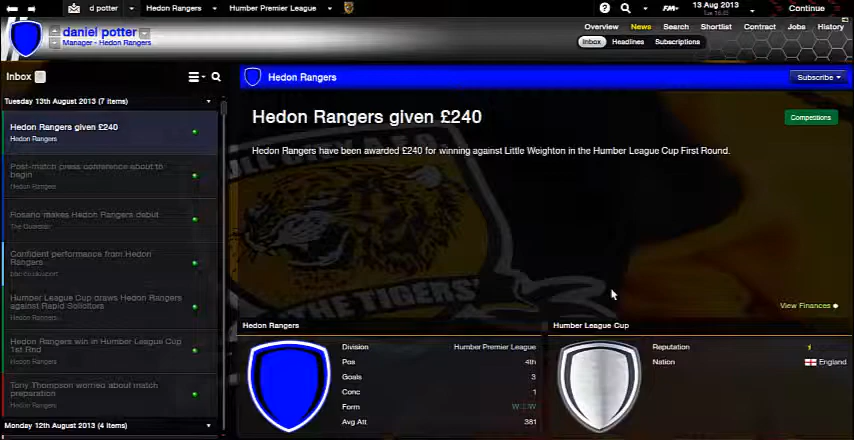 d potter
Hedon Rangers
Humber Premier League
FM
13 Aug 2013
Continue
daniel potter
Manager - Hedon Rangers
Overview
News
Search
Shortlist
Contract
Jobs
History
Inbox
Headlines
Subscriptions
Inbox
Hedon Rangers
Subscribe
Tuesday 13th August 2013 (7 items)
Hedon Rangers given £240
Hedon Rangers
Post-match press conference about to
begin
Hedon Rangers
Rosario makes Hedon Rangers debut
The Guardian
Confident performance from Hedon
Rangers
Humber League Cup draws Hedon Rangers
against Rapid Solicitors
Hedon Rangers
Hedon Rangers win in Humber League Cup
1st Rnd
Hedon Rangers
Tony Thompson worried about match
preparation
Hedon Rangers
Monday 12th August 2013 (4 items)
Hedon Rangers given £240
Competitions
Hedon Rangers have been awarded £240 for winning against Little Weighton in the Humber League Cup First Round.
THE TIGERS'
View Finances
Hedon Rangers
Division Humber Premier League
Pos 4th
Goals 3
Conc 1
Form
Avg Att 381
Humber League Cup
Reputation
Nation England